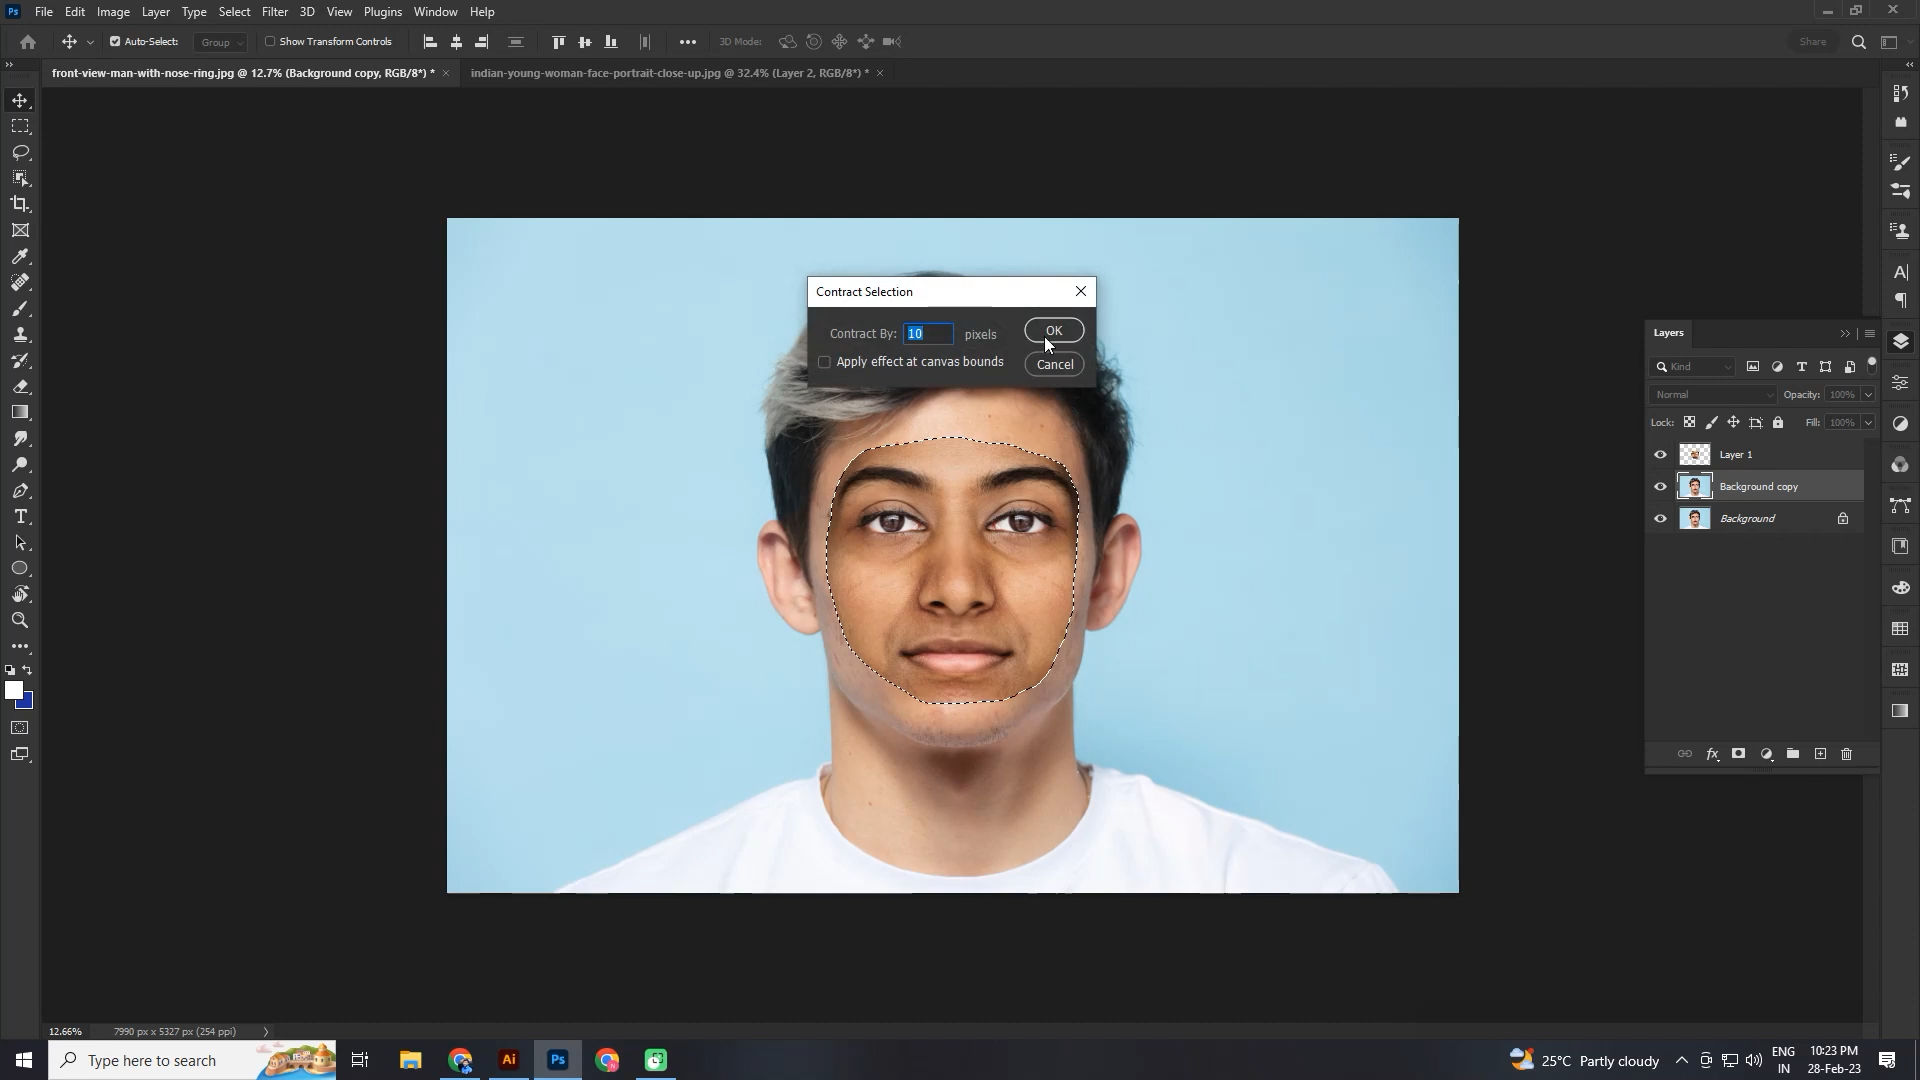 Ps File Edit Image Layer Type Select Filter 3D View Plugins Window Help
Auto-Select: Group Show Transform Controls 3D Mode: Share
front-view-man-with-nose-ring.jpg @ 12.7% (Background copy, RGB/8*) * × indian-young-woman-face-portrait-close-up.jpg @ 32.4% (Layer 2, RGB/8*) * ×
Contract Selection
Contract By: 10 pixels OK
Apply effect at canvas bounds Cancel
Layers
Kind
Normal Opacity: 100%
Lock: Fill: 100%
Layer 1
Background copy
Background
12.66% 7990 px x 5327 px (254 ppi)
Type here to search Ai Ps 25°C Partly cloudy ENG 10:23 PM
IN 28-Feb-23